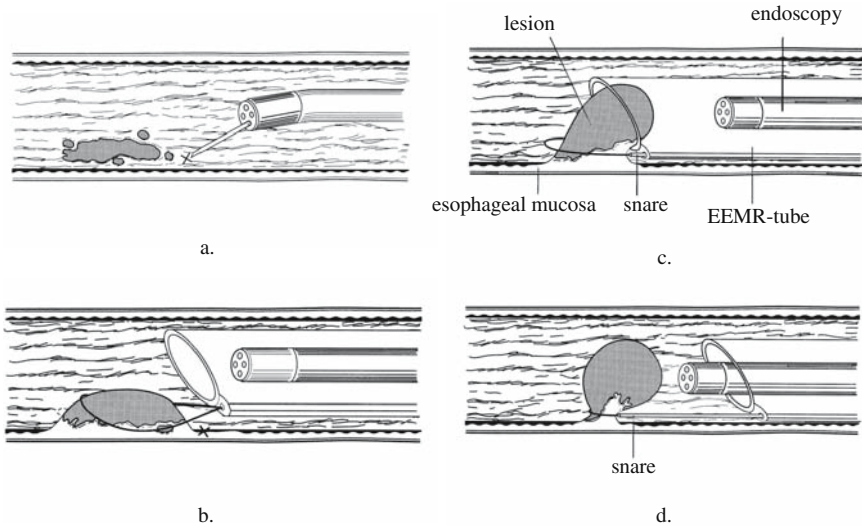 a.
lesion
endoscopy
esophageal mucosa
snare
EEMR-tube
c.
b.
snare
d.